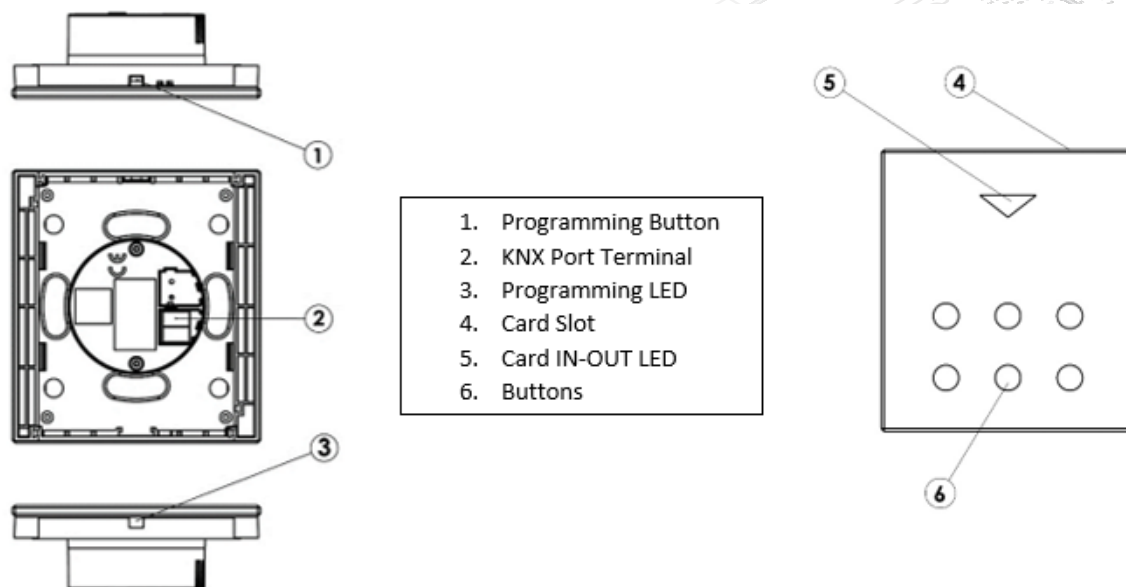 5
4
1
1. Programming Button
2. KNX Port Terminal
3. Programming LED
4. Card Slot
5. Card IN-OUT LED
6. Buttons
2
3
6